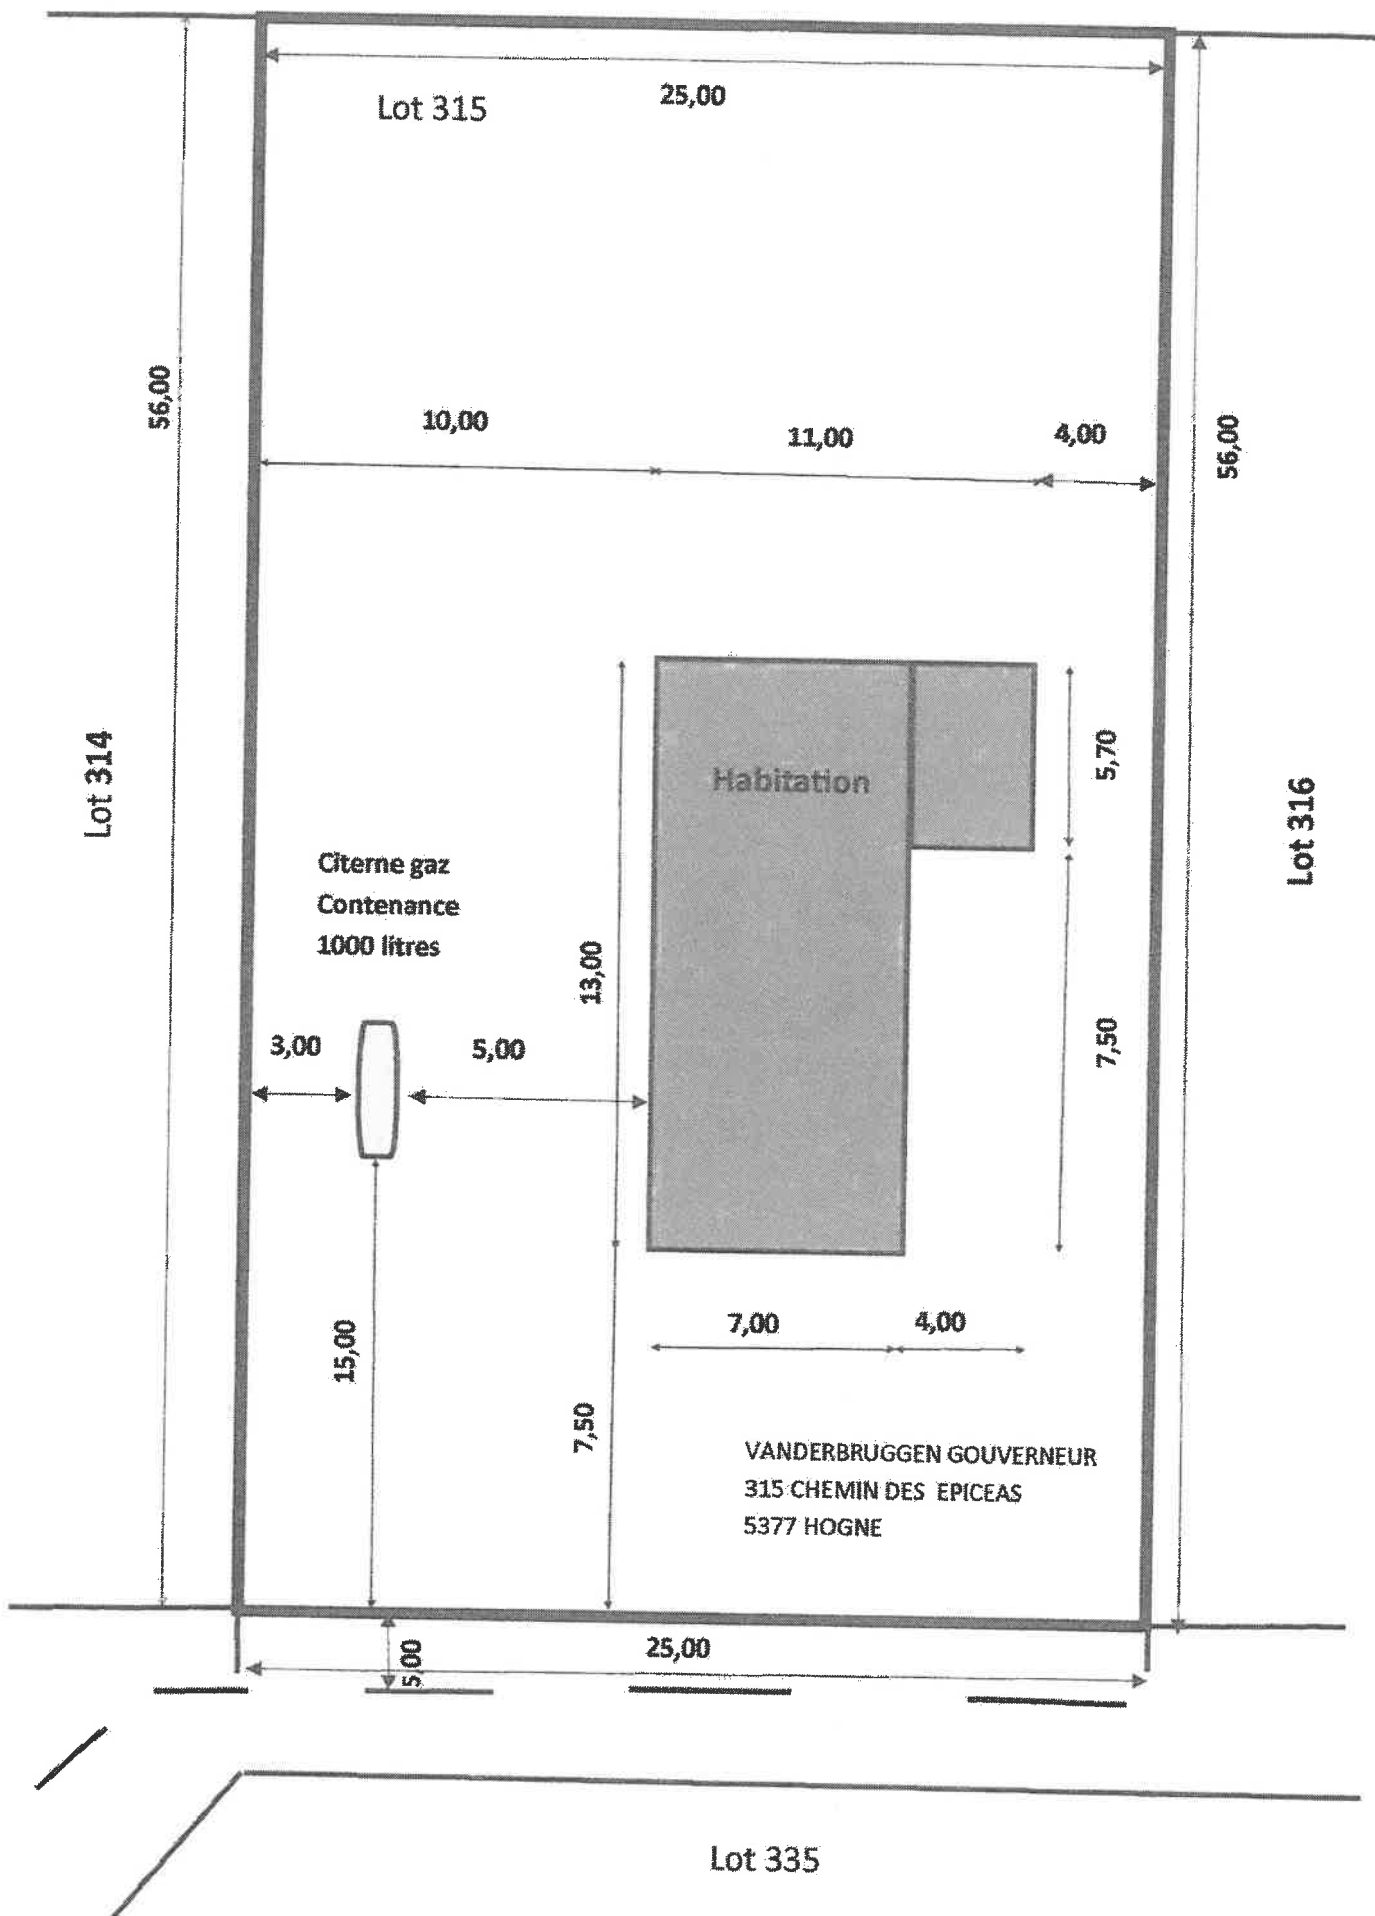 25,00
Lot 315
56,00
10,00
11,00
4,00
56,00
Lot 314
Habitation
5,70
Lot 316
Citerne gaz
Contenance
1000 litres
13,00
3,00
5,00
7,50
7,00
4,00
15,00
7,50
VANDERBRUGGEN GOUVERNEUR
315 CHEMIN DES EPICEAS
5377 HOGNE
25,00
5,00
Lot 335